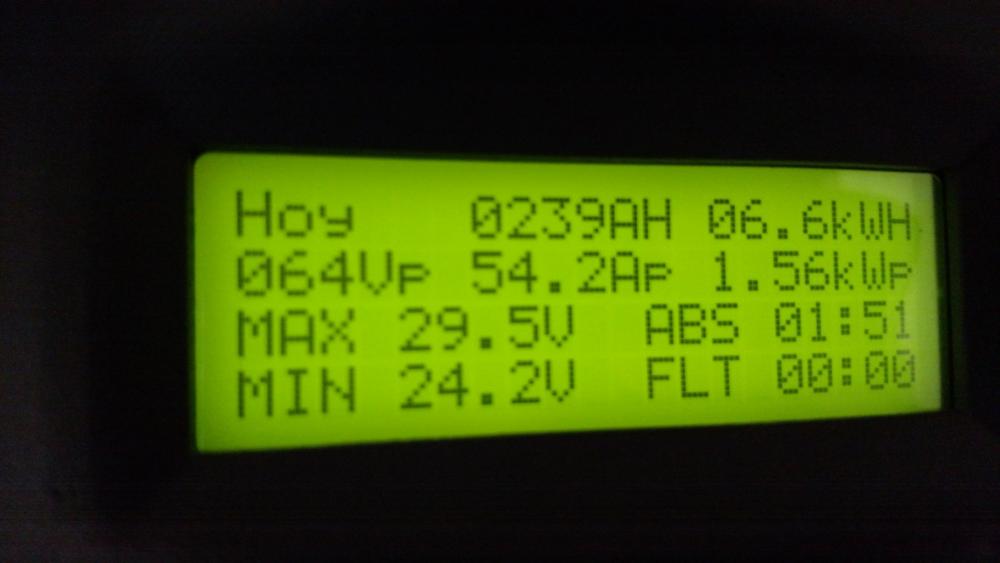 Hoy 0239AH 06.6kWH
064Vp 54.2Ap 1.56kWp
MAX 29.5V ABS 01:51
MIN 24.2V FLT 00:00